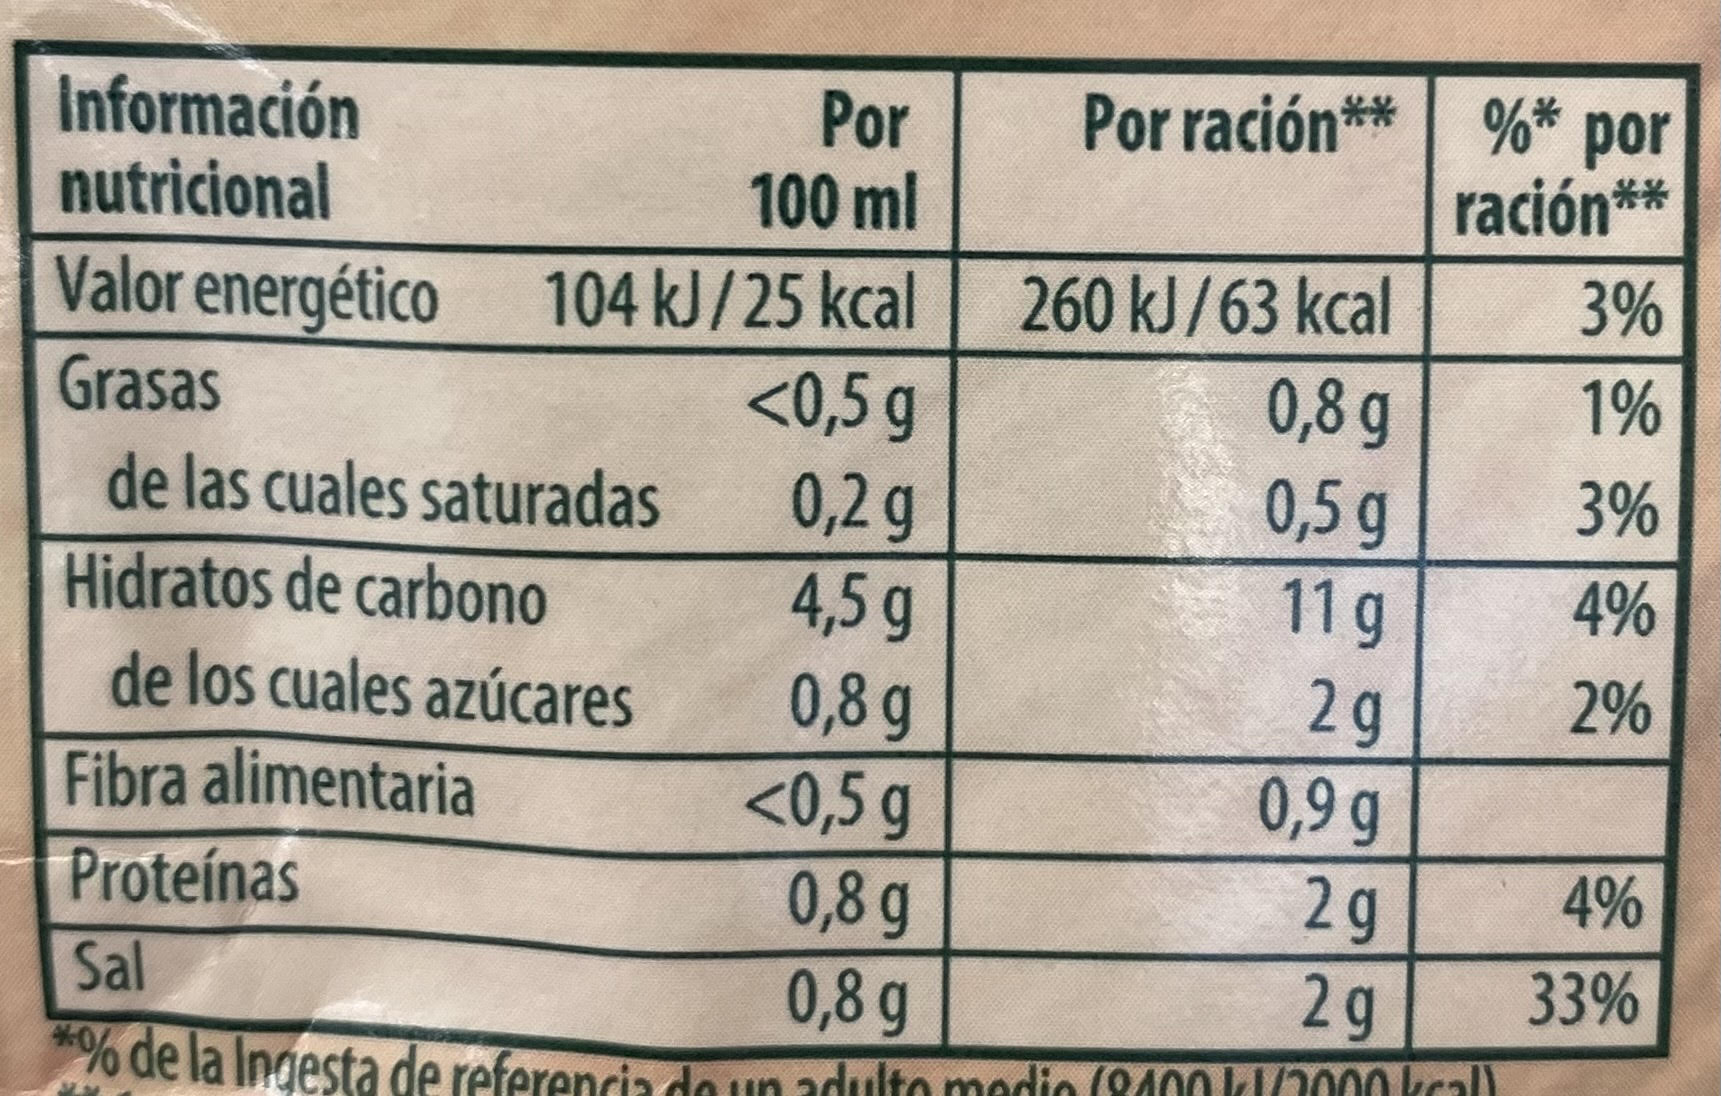 Información nutricional Por 100 ml Por ración** %* por ración**
Valor energético 104 kJ / 25 kcal 260 kJ / 63 kcal 3%
Grasas <0,5 g 0,8 g 1%
de las cuales saturadas 0,2 g 0,5 g 3%
Hidratos de carbono 4,5 g 11 g 4%
de los cuales azúcares 0,8 g 2 g 2%
Fibra alimentaria <0,5 g 0,9 g
Proteínas 0,8 g 2 g 4%
Sal 0,8 g 2 g 33%
*% de la Ingesta de referencia de un adulto medio (8400 kJ/2000 kcal)